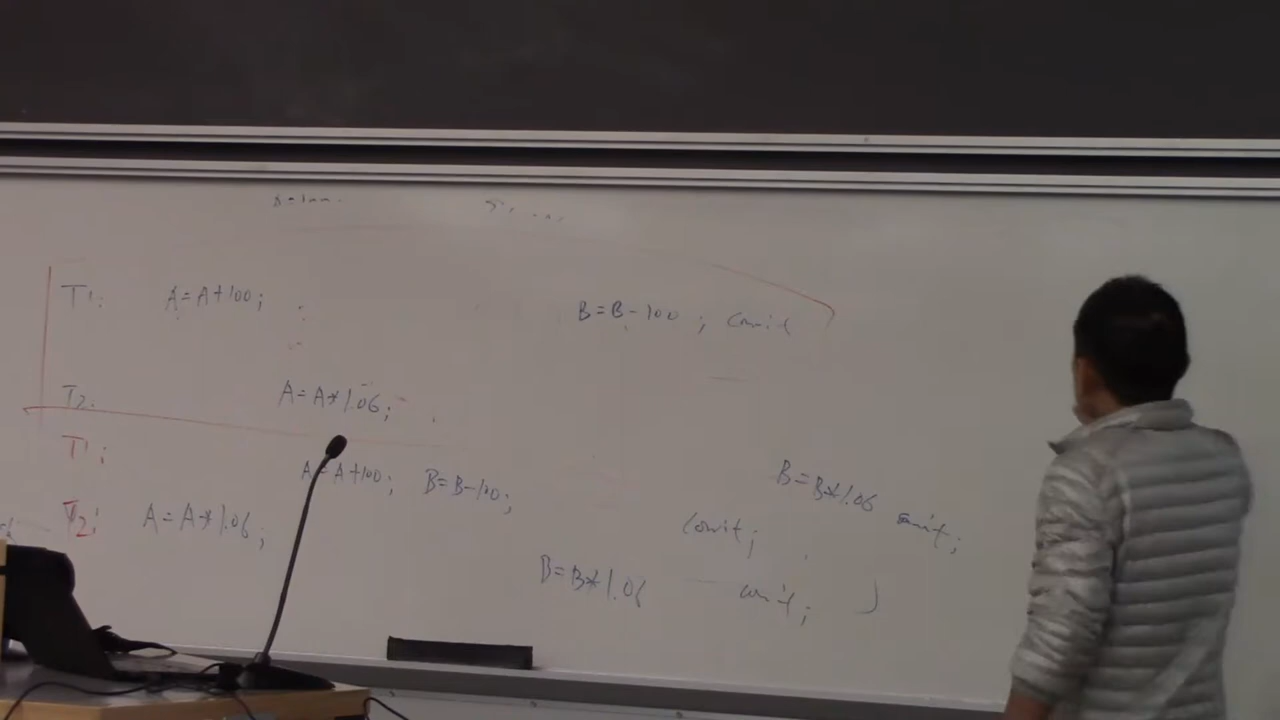 T1: A=A+100; B=B-100; commit
T2. A=A*1.06;
B=B*1.06 commit;
T1: A=A+100; B=B-100; commit;
T2: A=A*1.06; B=B*1.06 commit;